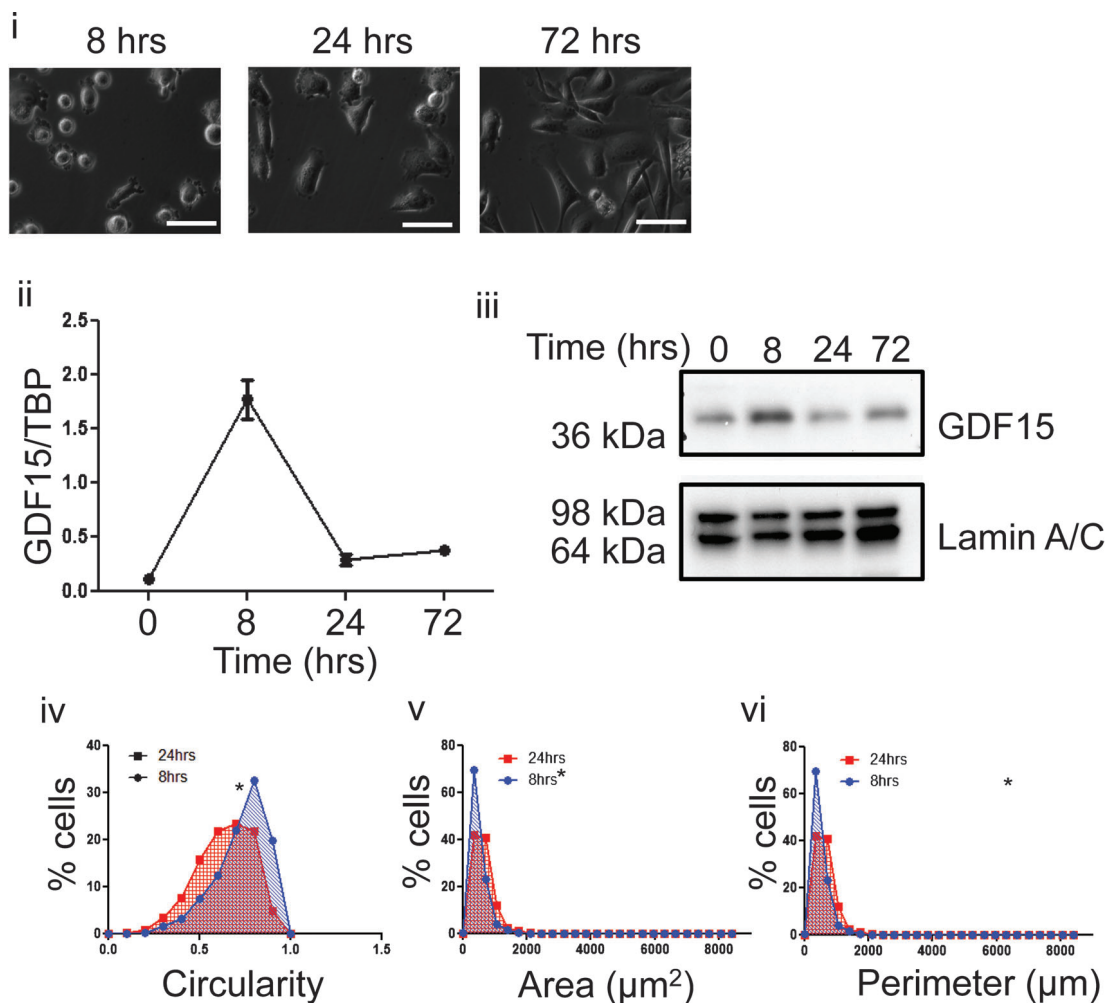 i
8 hrs 24 hrs 72 hrs
ii
GDF15/TBP
2.5
2.0
1.5
1.0
0.5
0.0
0 8 24 72
Time (hrs)
iii
Time (hrs) 0 8 24 72
36 kDa
GDF15
98 kDa
64 kDa
Lamin A/C
iv
% cells
40
30
20
10
0
24hrs
8hrs
*
0.0 0.5 1.0 1.5
Circularity
v
% cells
80
60
40
20
0
24hrs
8hrs*
0 2000 4000 6000 8000
Area (µm²)
vi
% cells
80
60
40
20
0
24hrs
8hrs
*
0 2000 4000 6000 8000
Perimeter (µm)